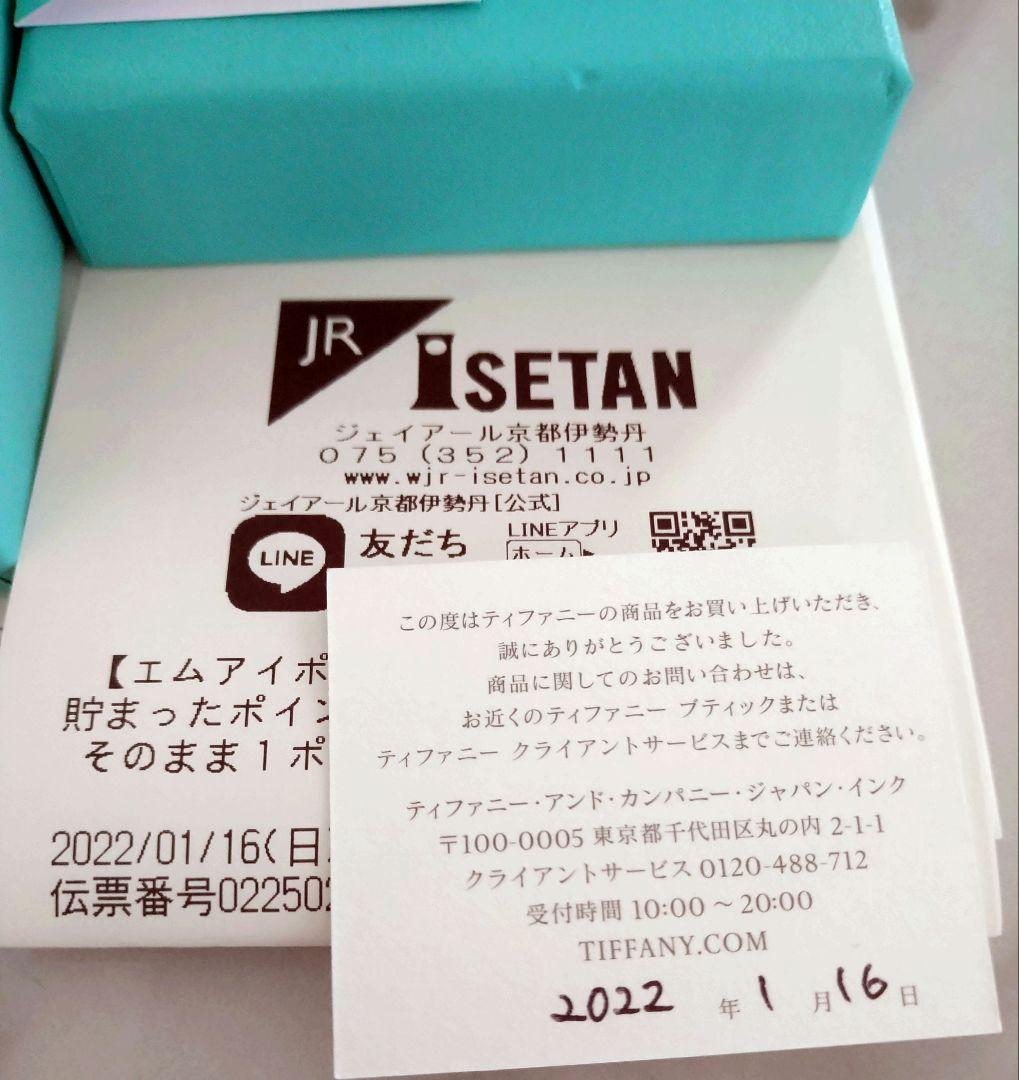 JR ISETAN
ジェイアール京都伊勢丹
075(352)1111
www.wjr-isetan.co.jp
ジェイアール京都伊勢丹[公式]
LINE 友だち LINEアプリ
ホーム▶
【エムアイポ
貯まったポイン
そのまま1ポ
2022/01/16(日
伝票番号022502
この度はティファニーの商品をお買い上げいただき、
誠にありがとうございました。
商品に関してのお問い合わせは、
お近くのティファニー ブティックまたは
ティファニー クライアントサービスまでご連絡ください。
ティファニー・アンド・カンパニー・ジャパン・インク
〒100-0005 東京都千代田区丸の内 2-1-1
クライアントサービス 0120-488-712
受付時間 10:00 ~ 20:00
TIFFANY.COM
2022 年 1 月 16 日